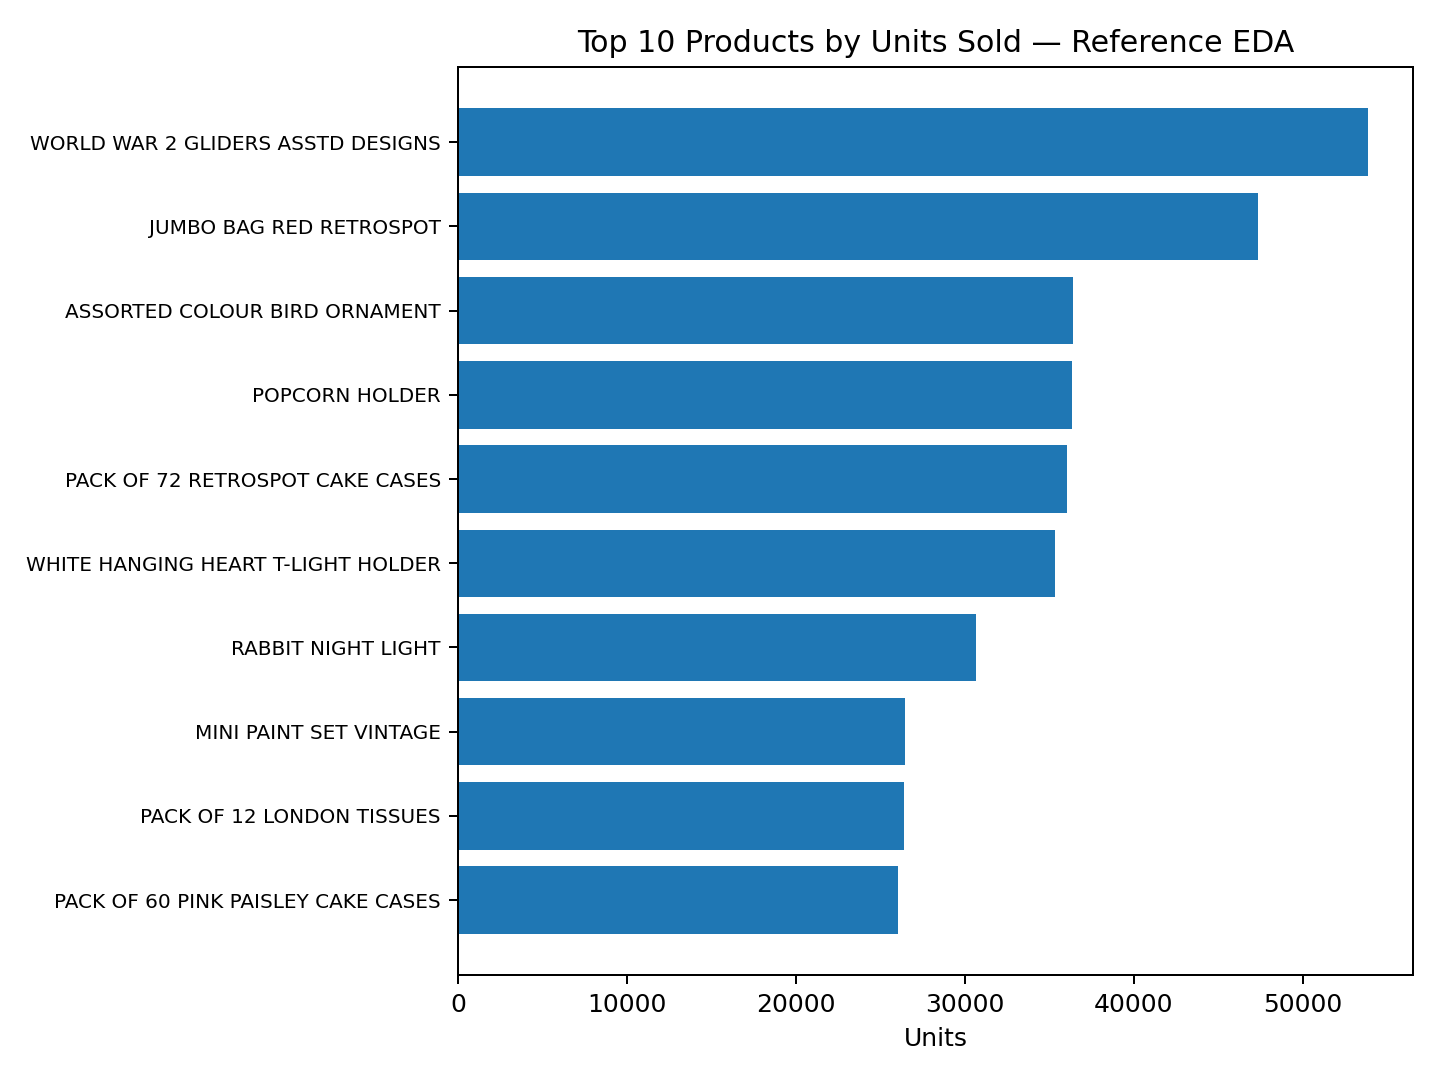 Top 10 Products by Units Sold — Reference EDA
WORLD WAR 2 GLIDERS ASSTD DESIGNS
JUMBO BAG RED RETROSPOT
ASSORTED COLOUR BIRD ORNAMENT
POPCORN HOLDER
PACK OF 72 RETROSPOT CAKE CASES
WHITE HANGING HEART T-LIGHT HOLDER
RABBIT NIGHT LIGHT
MINI PAINT SET VINTAGE
PACK OF 12 LONDON TISSUES
PACK OF 60 PINK PAISLEY CAKE CASES
0 10000 20000 30000 40000 50000
Units